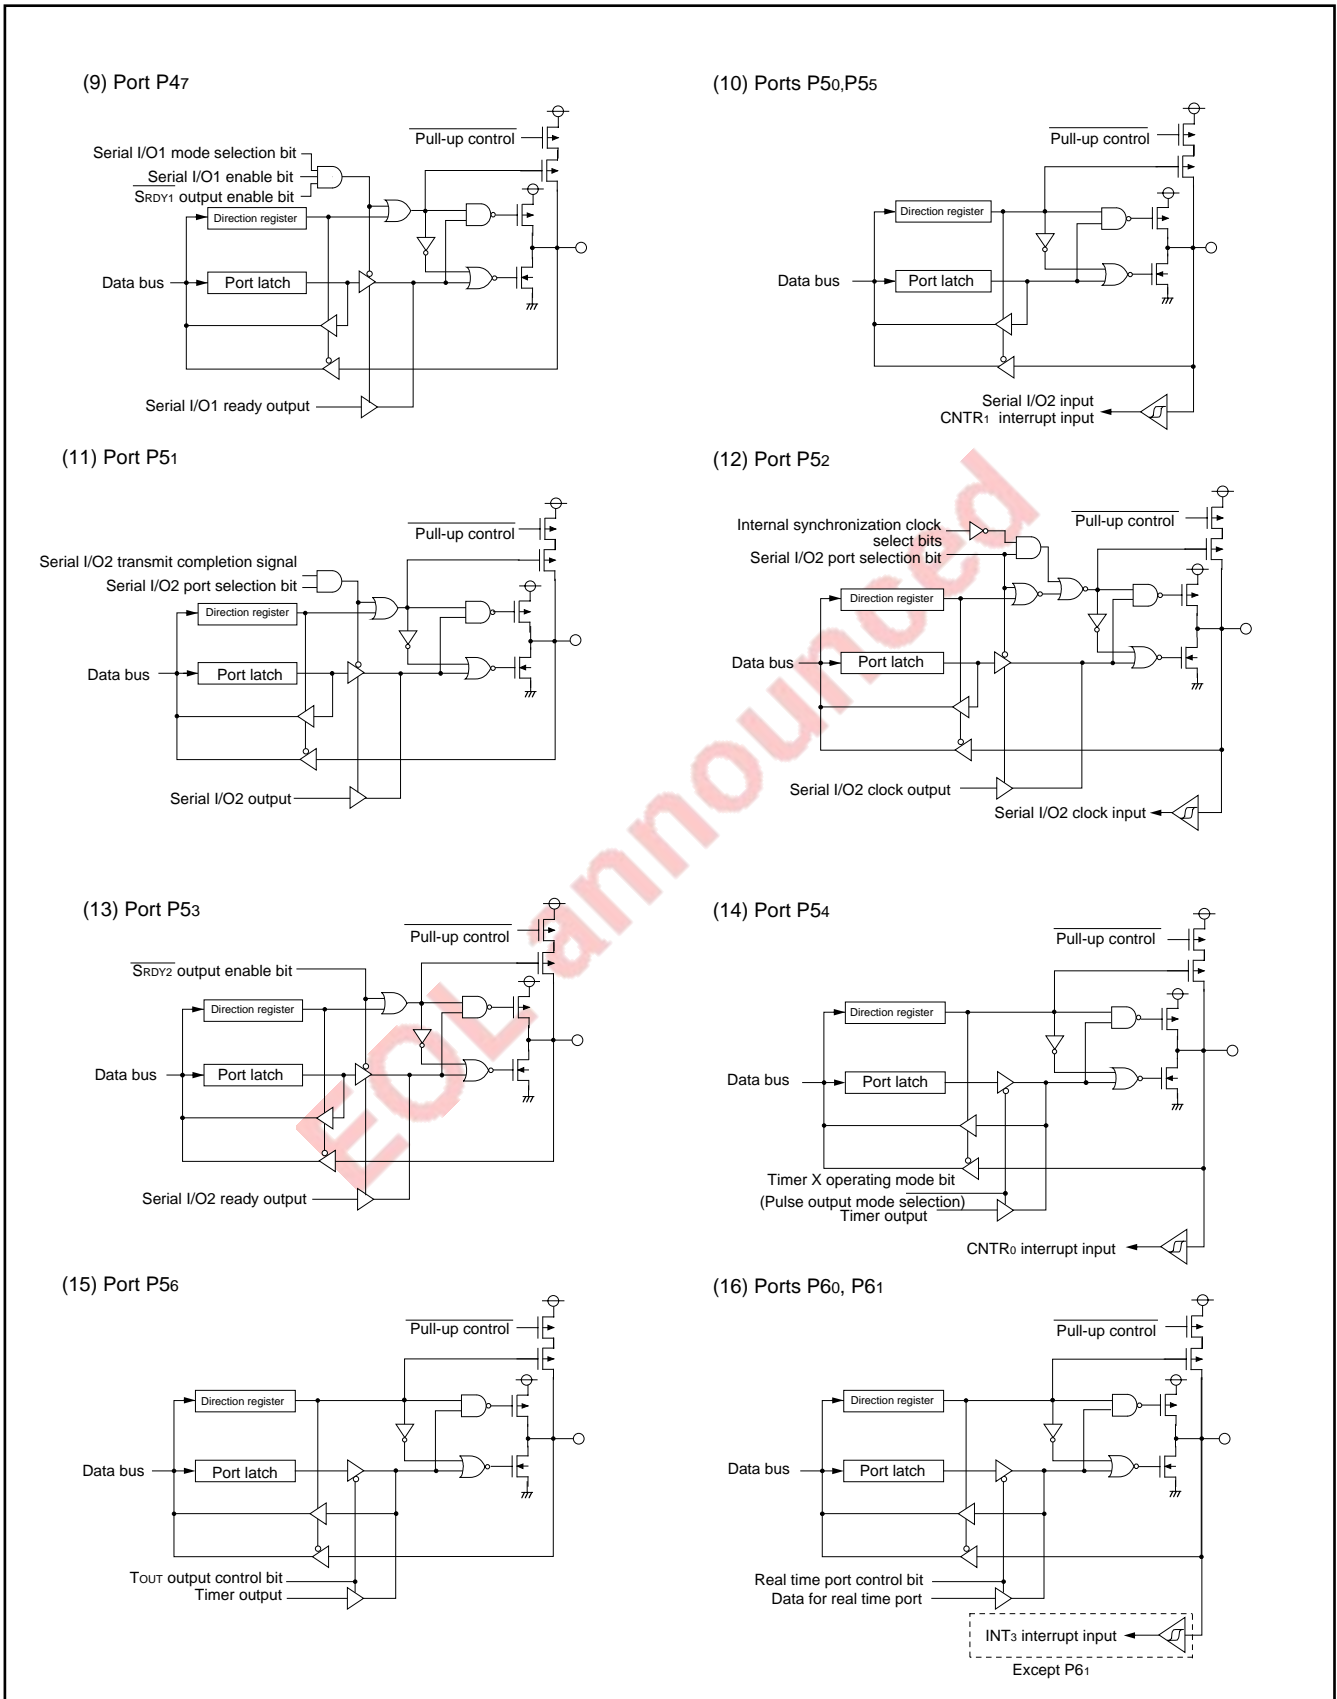 (9) Port P47
Pull-up control
Serial I/O1 mode selection bit
Serial I/O1 enable bit
SRDY1 output enable bit
Direction register
Data bus
Port latch
Serial I/O1 ready output
(10) Ports P50,P55
Pull-up control
Direction register
Data bus
Port latch
Serial I/O2 input
CNTR1 interrupt input
(11) Port P51
Pull-up control
Serial I/O2 transmit completion signal
Serial I/O2 port selection bit
Direction register
Data bus
Port latch
Serial I/O2 output
(12) Port P52
Pull-up control
Internal synchronization clock
select bits
Serial I/O2 port selection bit
Direction register
Data bus
Port latch
Serial I/O2 clock output
Serial I/O2 clock input
(13) Port P53
Pull-up control
SRDY2 output enable bit
Direction register
Data bus
Port latch
Serial I/O2 ready output
(14) Port P54
Pull-up control
Direction register
Data bus
Port latch
Timer X operating mode bit
(Pulse output mode selection)
Timer output
CNTR0 interrupt input
(15) Port P56
Pull-up control
Direction register
Data bus
Port latch
TOUT output control bit
Timer output
(16) Ports P60, P61
Pull-up control
Direction register
Data bus
Port latch
Real time port control bit
Data for real time port
INT3 interrupt input
Except P61
EOL announced